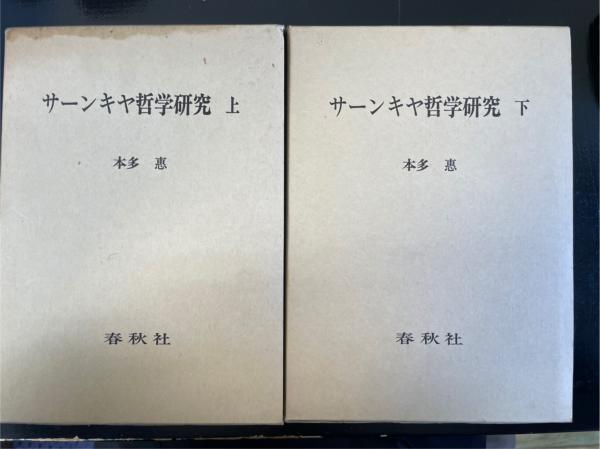 サーンキヤ哲学研究 上
本多 惠
春秋社
サーンキヤ哲学研究 下
本多 惠
春秋社